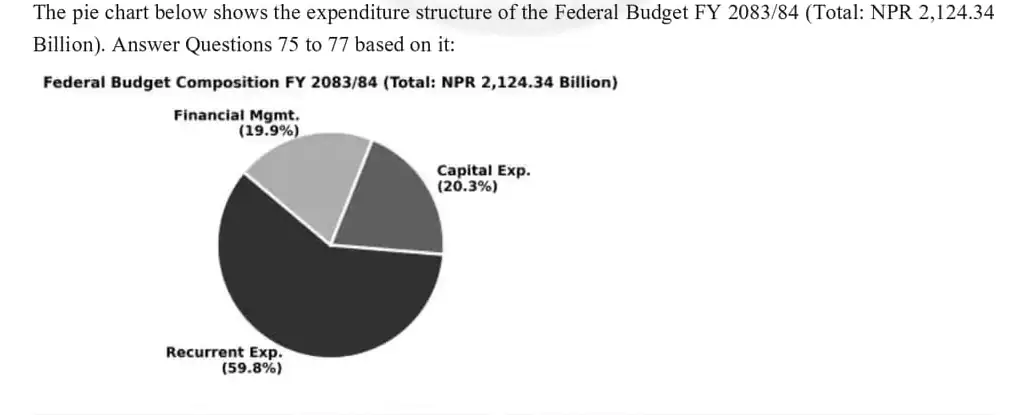 The pie chart below shows the expenditure structure of the Federal Budget FY 2083/84 (Total: NPR 2,124.34
Billion). Answer Questions 75 to 77 based on it:
Federal Budget Composition FY 2083/84 (Total: NPR 2,124.34 Billion)
Financial Mgmt.
(19.9%)
Capital Exp.
(20.3%)
Recurrent Exp.
(59.8%)